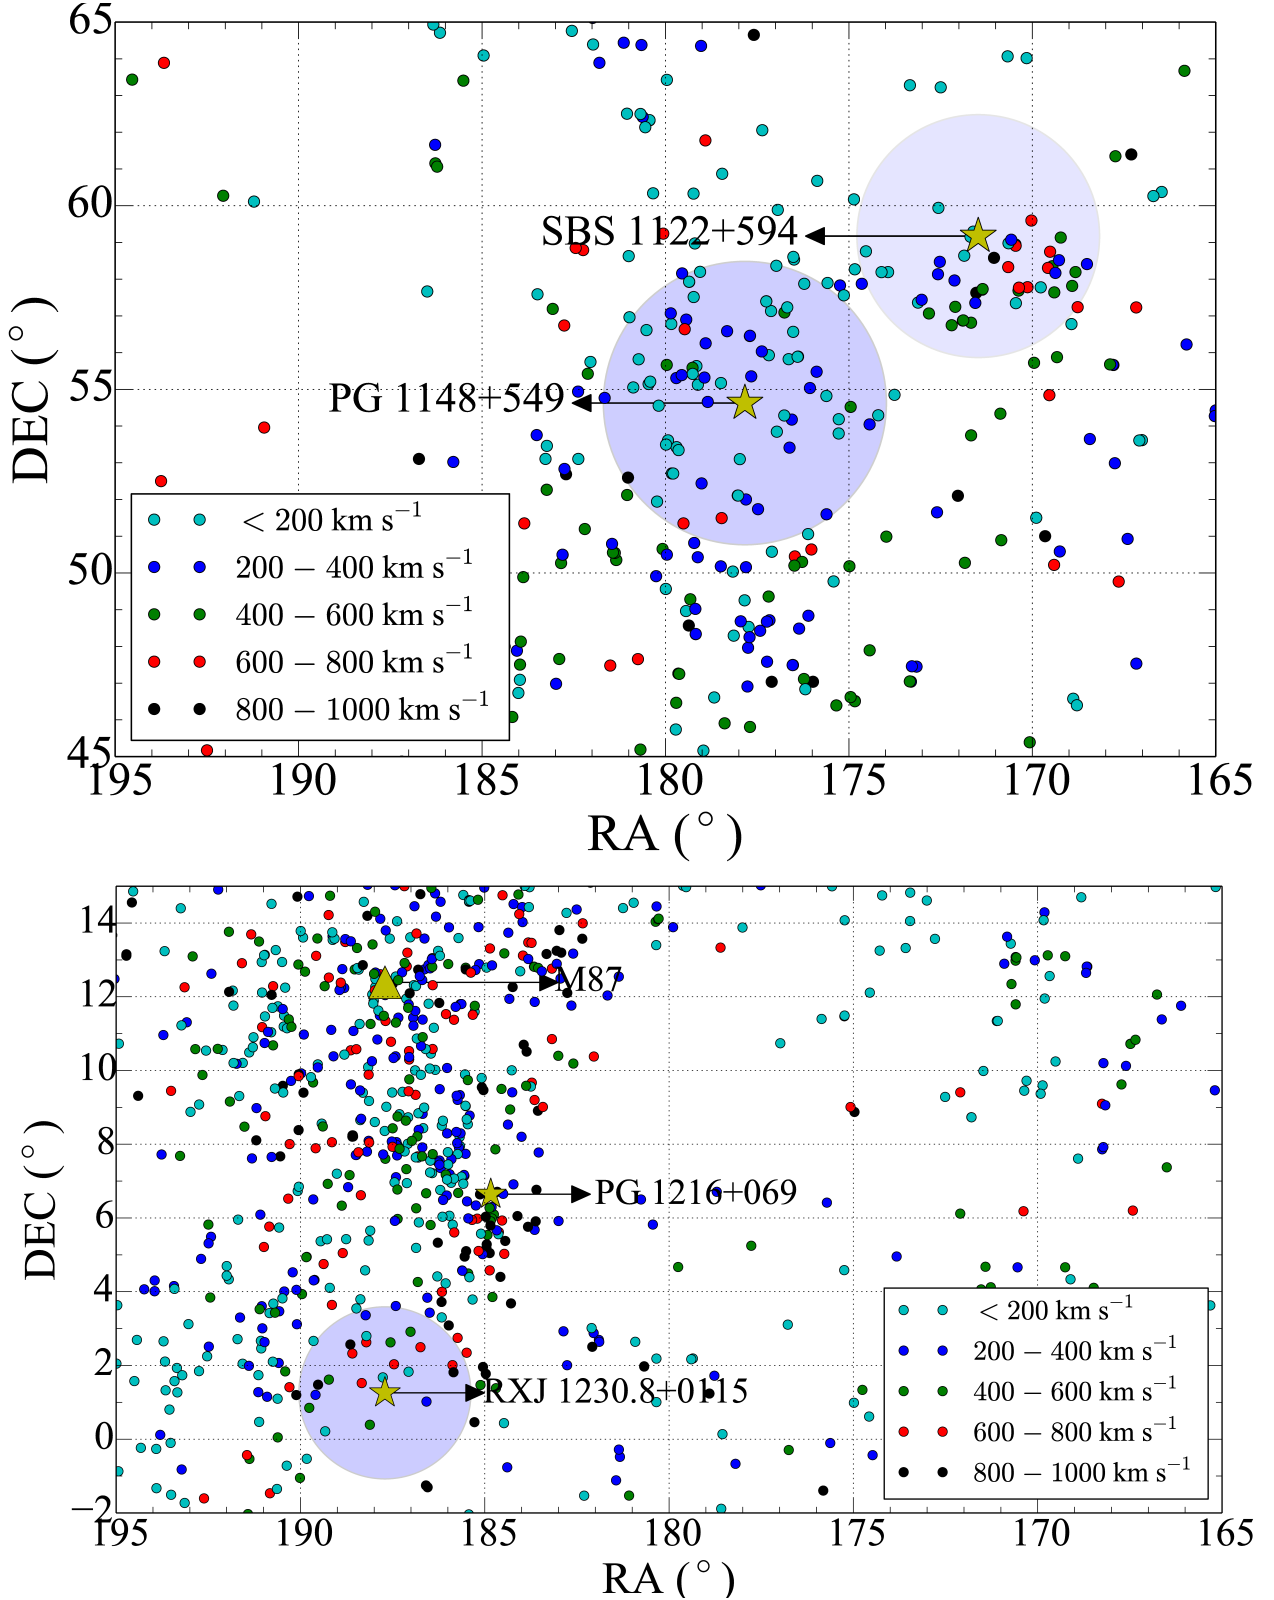 65
60
55
50
45
DEC (°)
SBS 1122+594
PG 1148+549
< 200 km s⁻¹
200 − 400 km s⁻¹
400 − 600 km s⁻¹
600 − 800 km s⁻¹
800 − 1000 km s⁻¹
195 190 185 180 175 170 165
RA (°)
14
12
10
8
6
4
2
0
−2
DEC (°)
M87
PG 1216+069
RXJ 1230.8+0115
< 200 km s⁻¹
200 − 400 km s⁻¹
400 − 600 km s⁻¹
600 − 800 km s⁻¹
800 − 1000 km s⁻¹
195 190 185 180 175 170 165
RA (°)